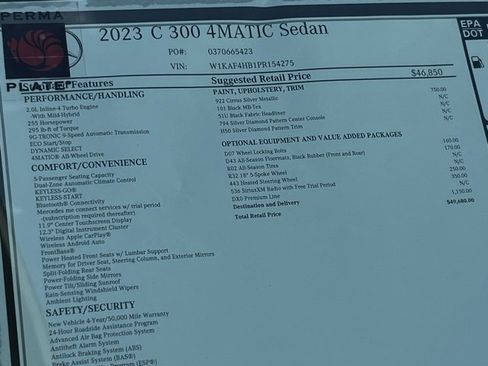 PERMA
PLATE
2023 C 300 4MATIC Sedan
PO#: 0370665423
VIN: W1KAF4HB1PR154275
EPA
DOT
Features
Suggested Retail Price $46,850
PERFORMANCE/HANDLING
2.0L Inline-4 Turbo Engine
-With Mild Hybrid
255 Horsepower
295 lb-ft of Torque
9G-TRONIC 9-Speed Automatic Transmission
ECO Start/Stop
DYNAMIC SELECT
4MATIC® All-Wheel Drive
COMFORT/CONVENIENCE
5-Passenger Seating Capacity
Dual-Zone Automatic Climate Control
KEYLESS-GO®
KEYLESS-START
Bluetooth® Connectivity
Mercedes me connect services w/ trial period
-(subscription required thereafter)
11.9" Center Touchscreen Display
12.3" Digital Instrument Cluster
Wireless Apple CarPlay®
Wireless Android Auto
FrontBass®
Power Heated Front Seats w/ Lumbar Support
Memory for Driver Seat, Steering Column, and Exterior Mirrors
Split-Folding Rear Seats
Power-Folding Side Mirrors
Power Tilt/Sliding Sunroof
Rain-Sensing Windshield Wipers
Ambient Lighting
SAFETY/SECURITY
New Vehicle 4-Year/50,000 Mile Warranty
24-Hour Roadside Assistance Program
Advanced Air Bag Protection System
Antitheft Alarm System
Antilock Braking System (ABS)
Brake Assist System (BAS®)
Program (ESP®)
PAINT, UPHOLSTERY, TRIM
922 Cirrus Silver Metallic 750.00
101 Black MB-Tex N/C
51U Black Fabric Headliner N/C
794 Silver Diamond Pattern Center Console N/C
H50 Silver Diamond Pattern Trim N/C
OPTIONAL EQUIPMENT AND VALUE ADDED PACKAGES
D07 Wheel Locking Bolts 160.00
D43 All-Season Floormats, Black Rubber (Front and Rear) 170.00
R02 All-Season Tires N/C
R32 18" 5-Spoke Wheel 250.00
443 Heated Steering Wheel 350.00
536 SiriusXM Radio with Free Trial Period N/C
DX0 Premium Line N/C
Destination and Delivery 1,150.00
Total Retail Price $49,680.00